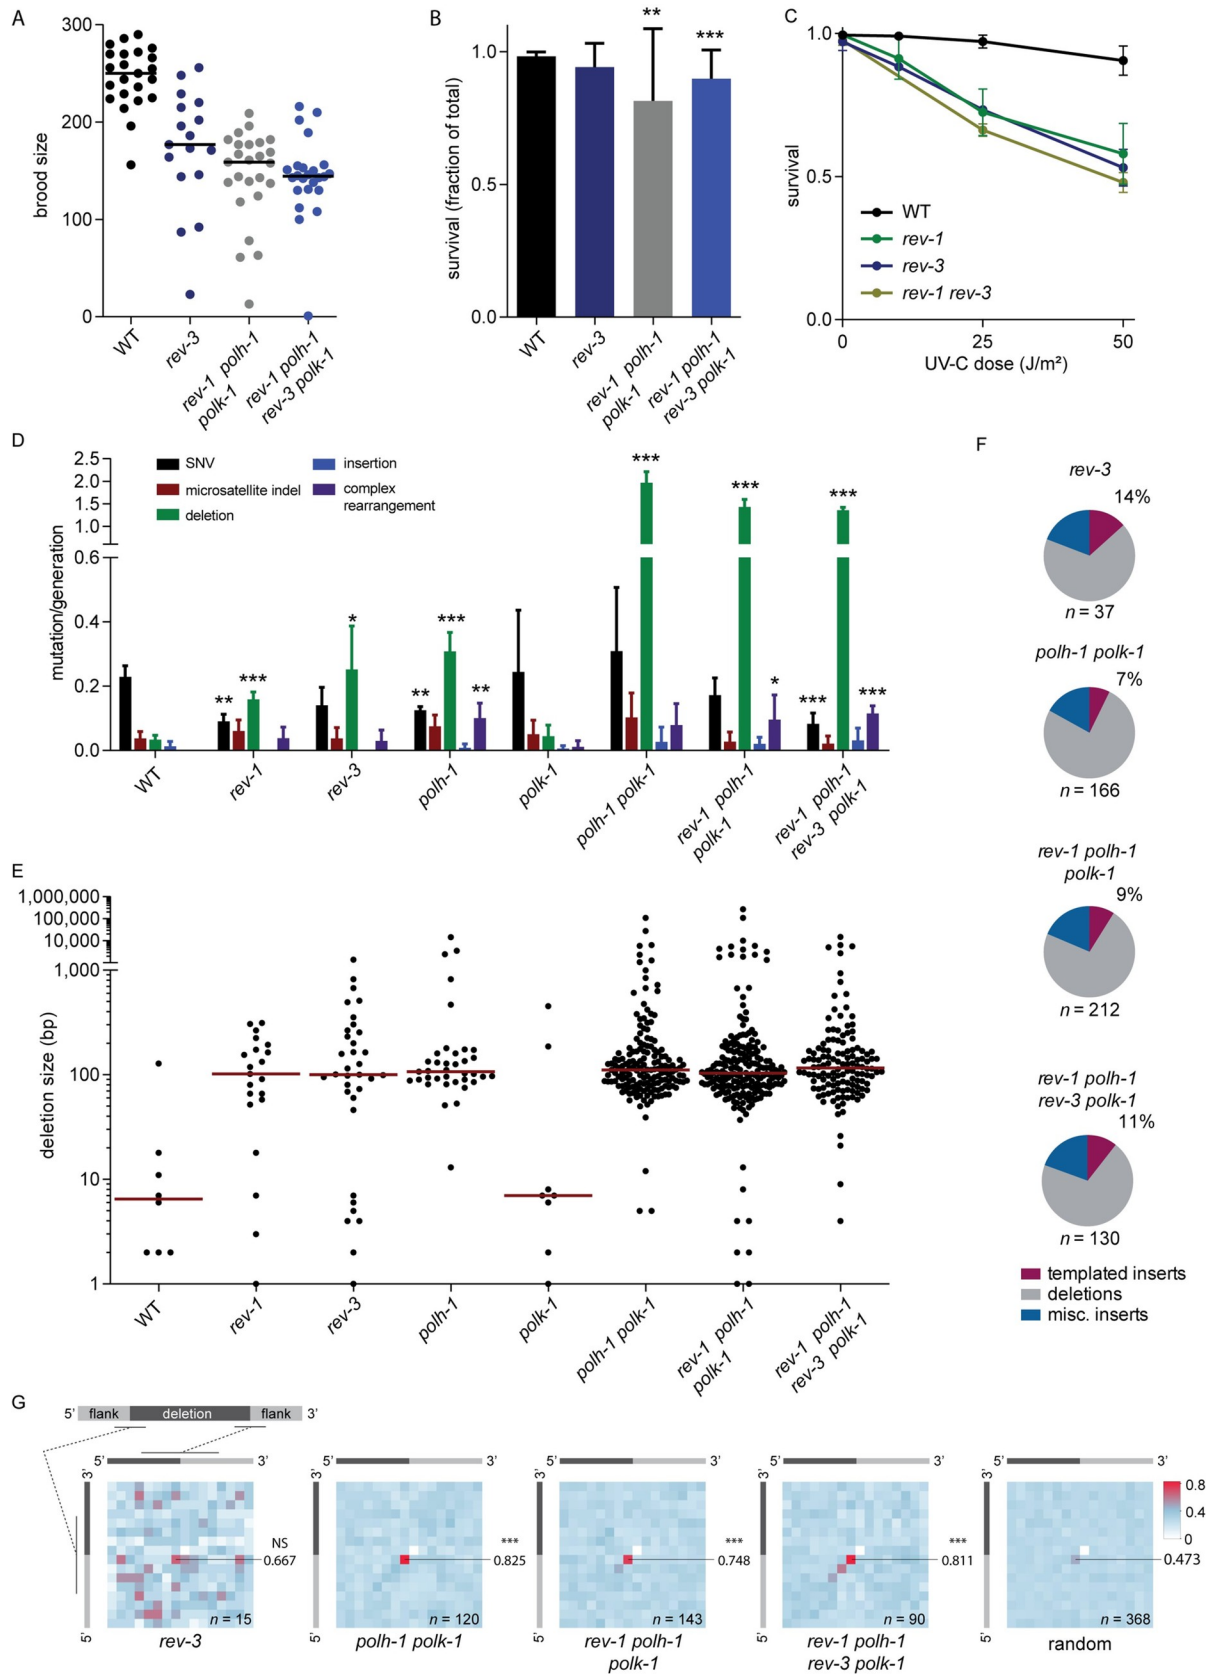 A
300
200
100
0
brood size
WT
rev-3
rev-1 polh-1
polk-1
rev-1 polh-1
rev-3 polk-1
B
** ***
1.0
0.5
0.0
survival (fraction of total)
WT
rev-3
rev-1 polh-1
polk-1
rev-1 polh-1
rev-3 polk-1
C
1.0
0.5
0.0
survival
WT
rev-1
rev-3
rev-1 rev-3
0 25 50
UV-C dose (J/m²)
D
2.5
2.0
1.5
1.0
0.6
0.4
0.2
0.0
mutation/generation
SNV
microsatellite indel
deletion
insertion
complex
rearrangement
** *** * ** *** ** *** *** * *** *** ***
WT
rev-1
rev-3
polh-1
polk-1
polh-1 polk-1
rev-1 polh-1
polk-1
rev-1 polh-1
rev-3 polk-1
E
1,000,000
100,000
10,000
1,000
100
10
1
deletion size (bp)
WT
rev-1
rev-3
polh-1
polk-1
polh-1 polk-1
rev-1 polh-1
polk-1
rev-1 polh-1
rev-3 polk-1
F
rev-3
14%
n = 37
polh-1 polk-1
7%
n = 166
rev-1 polh-1
polk-1
9%
n = 212
rev-1 polh-1
rev-3 polk-1
11%
n = 130
templated inserts
deletions
misc. inserts
G
5' flank deletion flank 3'
5' 3'
3'
5'
NS
0.667
n = 15
rev-3
5' 3'
3'
5'
***
0.825
n = 120
polh-1 polk-1
5' 3'
3'
5'
***
0.748
n = 143
rev-1 polh-1
polk-1
5' 3'
3'
5'
***
0.811
n = 90
rev-1 polh-1
rev-3 polk-1
5' 3'
3'
5'
0.8
0.4
0
0.473
n = 368
random